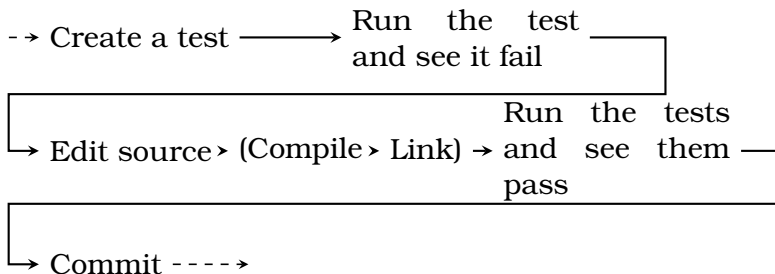 Create a test
Run the test
and see it fail
Edit source
(Compile
Link)
Run the tests
and see them
pass
Commit